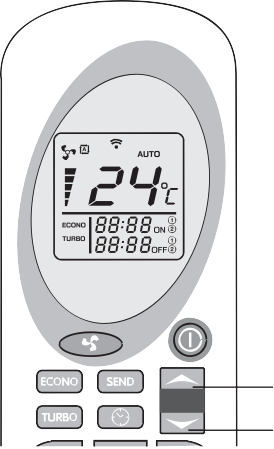 A AUTO
24°C
ECONO 88:88 ON 1 2
TURBO 88:88 OFF 1 2
ECONO SEND
TURBO